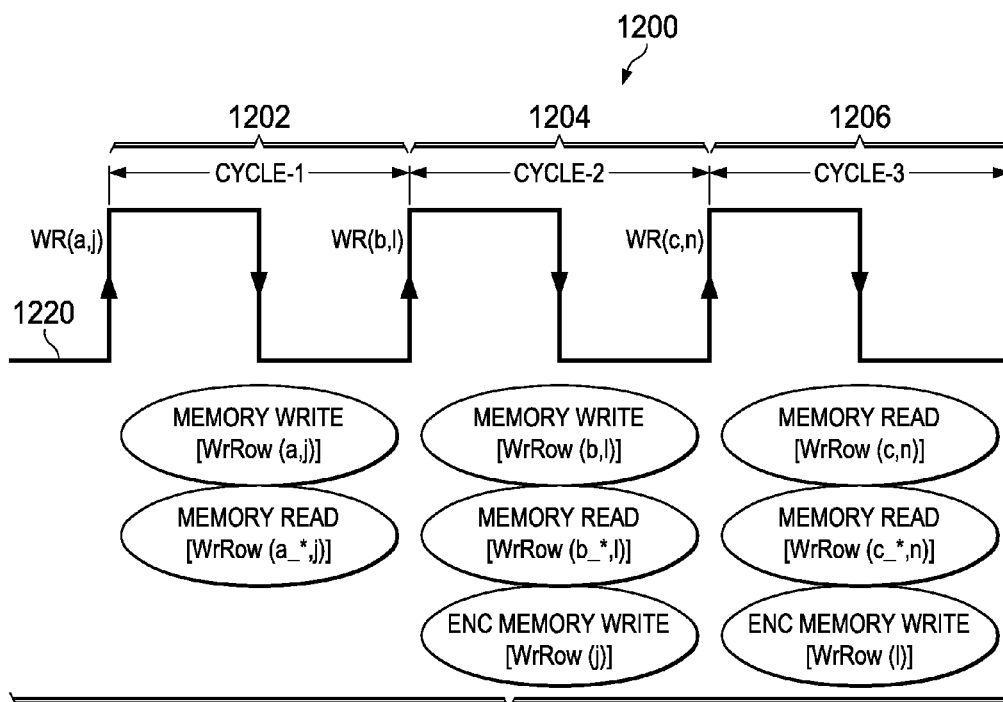 1200
1202 1204 1206
CYCLE-1 CYCLE-2 CYCLE-3
WR(a,j) WR(b,l) WR(c,n)
1220
MEMORY WRITE MEMORY WRITE MEMORY READ
[WrRow (a,j)] [WrRow (b,l)] [WrRow (c,n)]
MEMORY READ MEMORY READ MEMORY READ
[WrRow (a_*,j)] [WrRow (b_*,l)] [WrRow (c_*,n)]
ENC MEMORY WRITE ENC MEMORY WRITE
[WrRow (j)] [WrRow (l)]